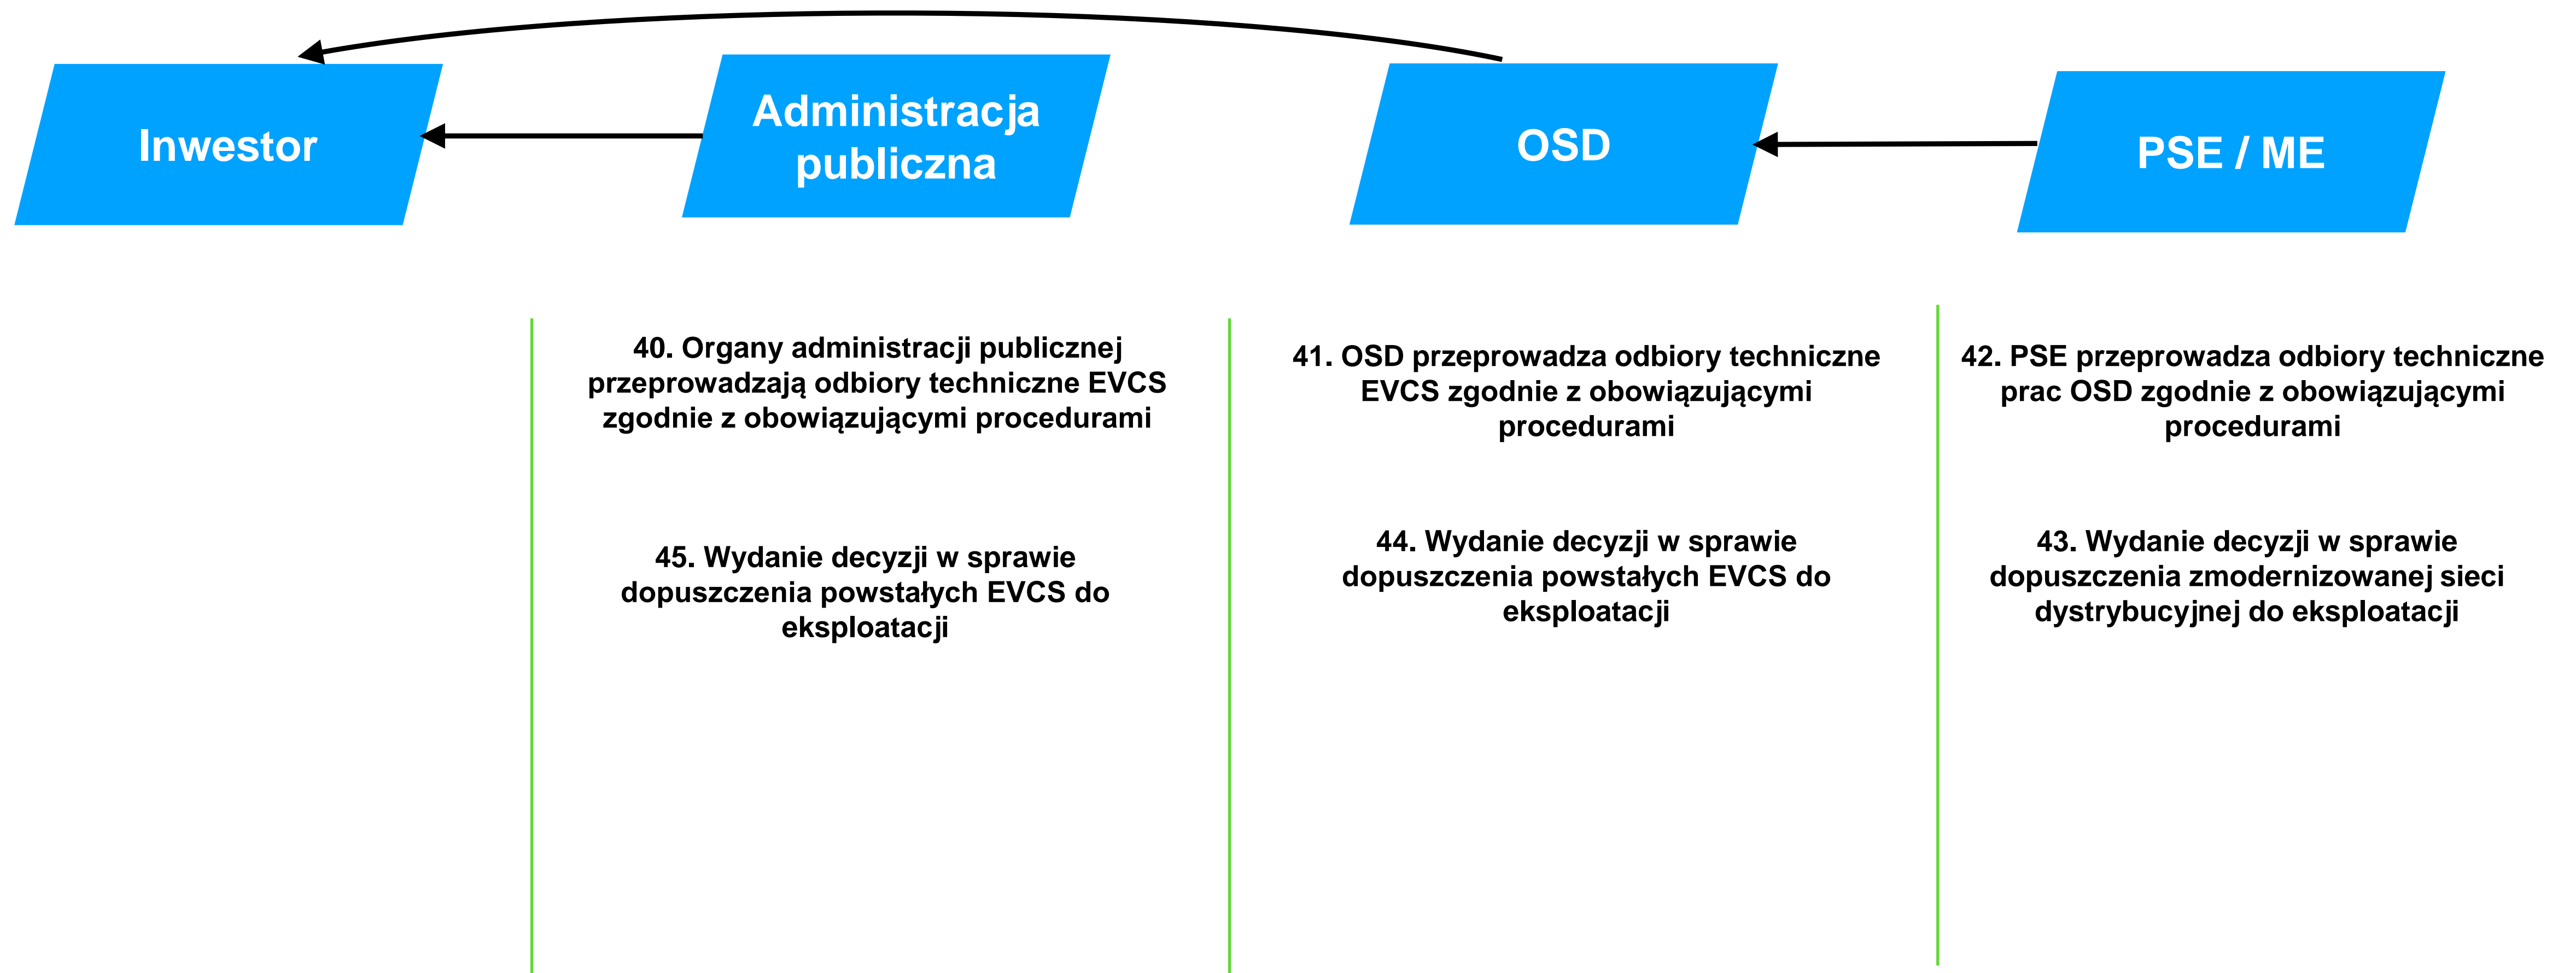 Inwestor
Administracja
publiczna
OSD
PSE / ME
40. Organy administracji publicznej
przeprowadzają odbiory techniczne EVCS
zgodnie z obowiązującymi procedurami
41. OSD przeprowadza odbiory techniczne
EVCS zgodnie z obowiązującymi
procedurami
42. PSE przeprowadza odbiory techniczne
prac OSD zgodnie z obowiązującymi
procedurami
45. Wydanie decyzji w sprawie
dopuszczenia powstałych EVCS do
eksploatacji
44. Wydanie decyzji w sprawie
dopuszczenia powstałych EVCS do
eksploatacji
43. Wydanie decyzji w sprawie
dopuszczenia zmodernizowanej sieci
dystrybucyjnej do eksploatacji